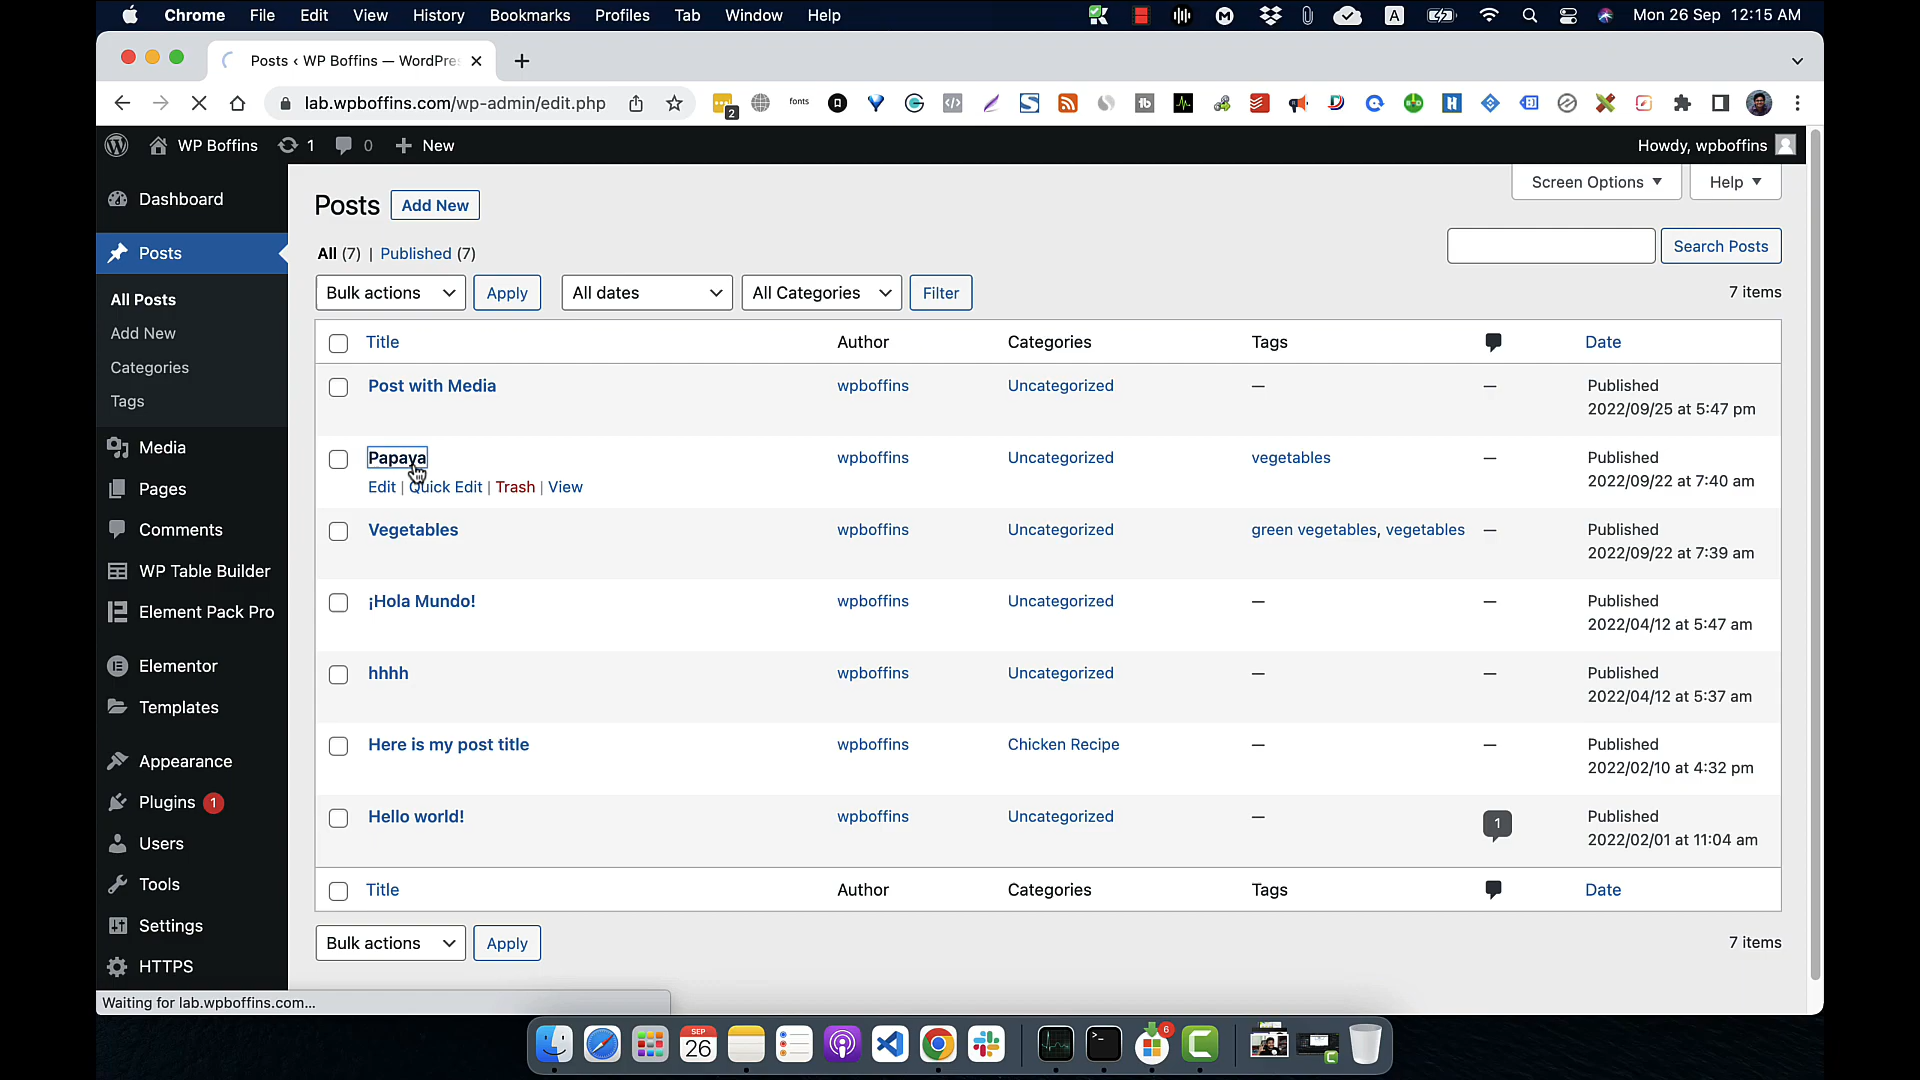 Chrome File Edit View History Bookmarks Profiles Tab Window Help A Mon 26 Sep 12:15 AM
Posts ‹ WP Boffins — WordPre
lab.wpboffins.com/wp-admin/edit.php 2 fonts
WP Boffins 1 0 + New Howdy, wpboffins
Screen Options Help
Dashboard
Posts
All Posts
Add New
Categories
Tags
Media
Pages
Comments
WP Table Builder
Element Pack Pro
Elementor
Templates
Appearance
Plugins 1
Users
Tools
Settings
HTTPS
Posts Add New
All (7) | Published (7)
Search Posts
Bulk actions Apply All dates All Categories Filter 7 items
Title Author Categories Tags Date
Post with Media wpboffins Uncategorized — — Published
2022/09/25 at 5:47 pm
Papaya wpboffins Uncategorized vegetables — Published
2022/09/22 at 7:40 am
Edit | Quick Edit | Trash | View
Vegetables wpboffins Uncategorized green vegetables, vegetables — Published
2022/09/22 at 7:39 am
¡Hola Mundo! wpboffins Uncategorized — — Published
2022/04/12 at 5:47 am
hhhh wpboffins Uncategorized — — Published
2022/04/12 at 5:37 am
Here is my post title wpboffins Chicken Recipe — — Published
2022/02/10 at 4:32 pm
Hello world! wpboffins Uncategorized — 1 Published
2022/02/01 at 11:04 am
Title Author Categories Tags Date
Bulk actions Apply 7 items
Waiting for lab.wpboffins.com...
SEP
26
6